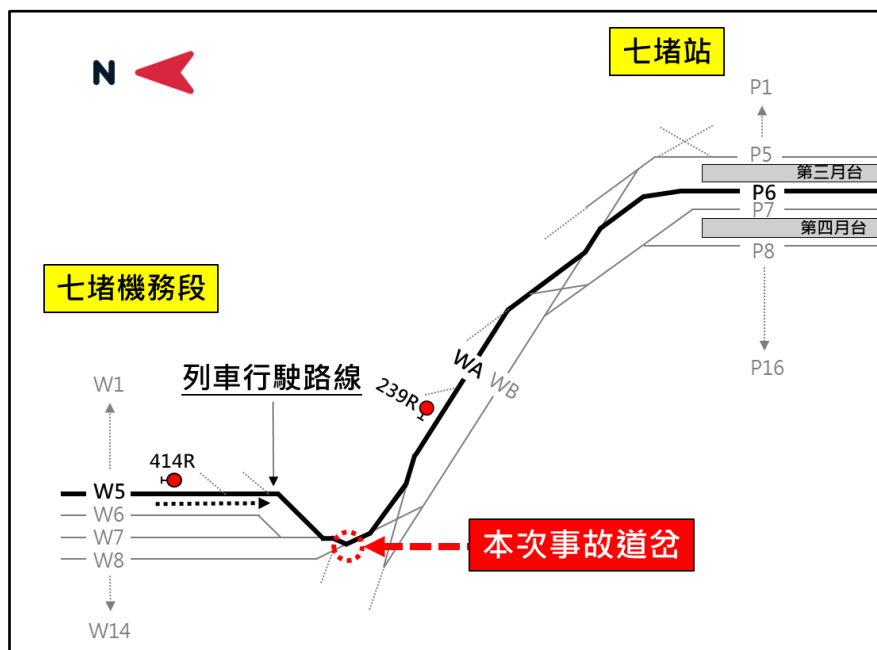 七堵站
N
P1
P5
第三月台
P6
P7
第四月台
P8
P16
七堵機務段
列車行駛路線
W1
239R
WA
WB
414R
W5
W6
W7
W8
W14
本次事故道岔